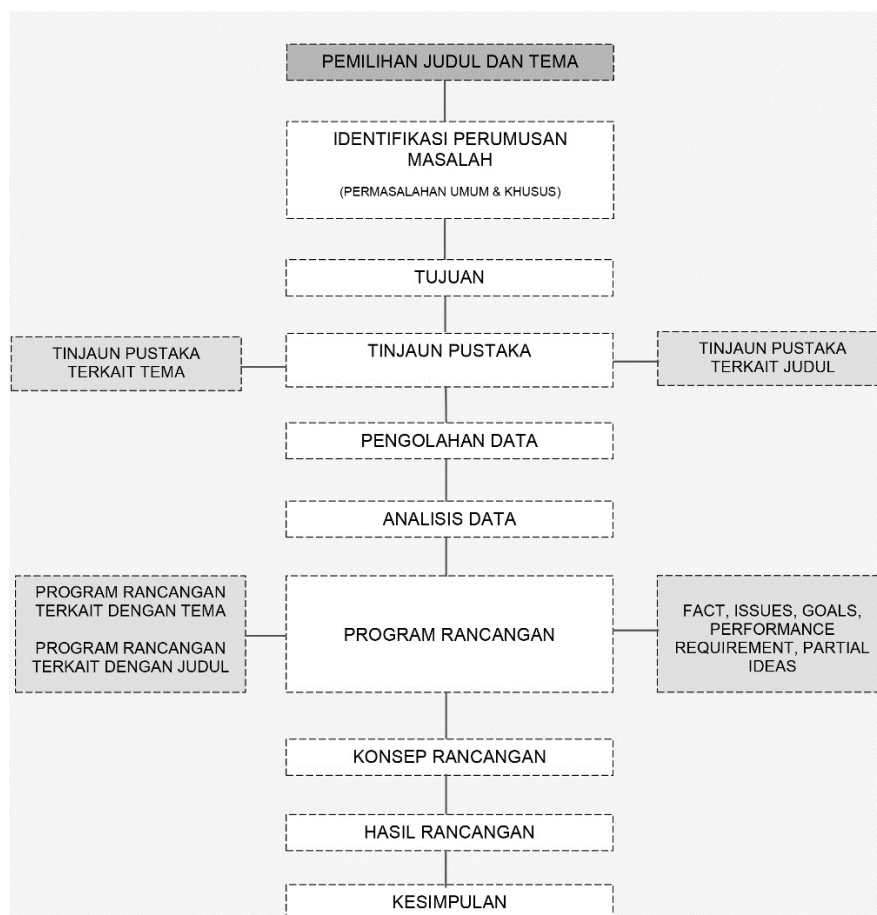 PEMILIHAN JUDUL DAN TEMA
IDENTIFIKASI PERUMUSAN
MASALAH
(PERMASALAHAN UMUM & KHUSUS)
TUJUAN
TINJAUN PUSTAKA
TERKAIT TEMA
TINJAUN PUSTAKA
TINJAUN PUSTAKA
TERKAIT JUDUL
PENGOLAHAN DATA
ANALISIS DATA
PROGRAM RANCANGAN
TERKAIT DENGAN TEMA
PROGRAM RANCANGAN
TERKAIT DENGAN JUDUL
PROGRAM RANCANGAN
FACT, ISSUES, GOALS,
PERFORMANCE
REQUIREMENT, PARTIAL
IDEAS
KONSEP RANCANGAN
HASIL RANCANGAN
KESIMPULAN